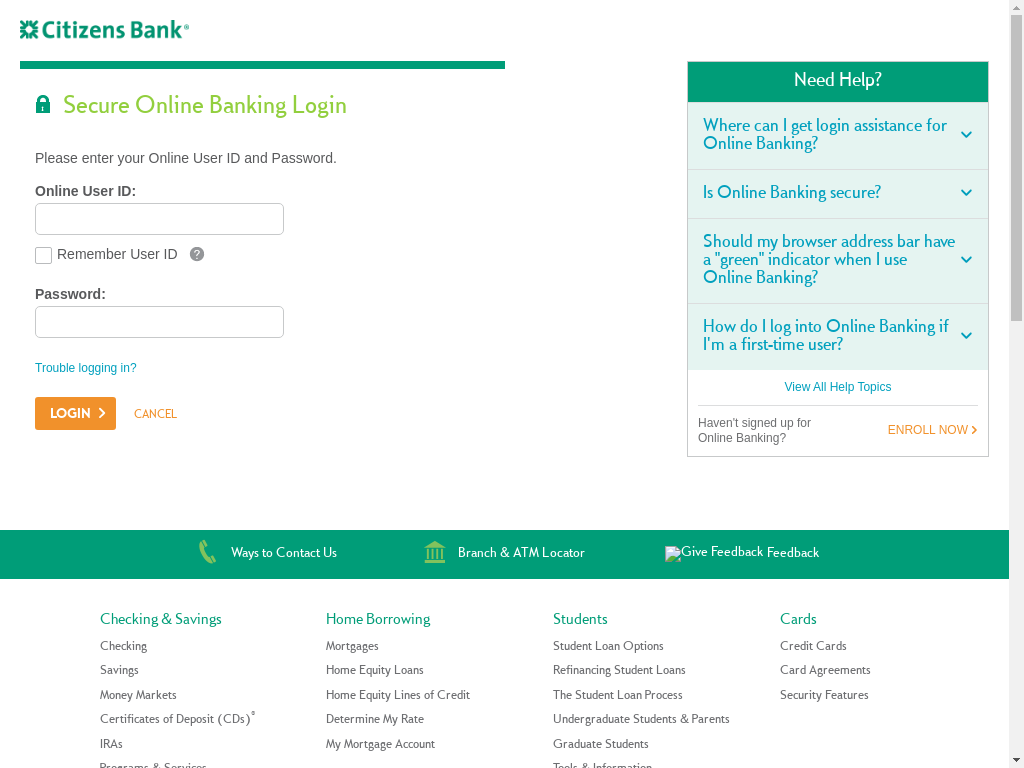 Citizens Bank®
Secure Online Banking Login
Please enter your Online User ID and Password.
Online User ID:
Remember User ID ?
Password:
Trouble logging in?
LOGIN
CANCEL
Need Help?
Where can I get login assistance for
Online Banking?
Is Online Banking secure?
Should my browser address bar have
a "green" indicator when I use
Online Banking?
How do I log into Online Banking if
I'm a first-time user?
View All Help Topics
Haven't signed up for
Online Banking?
ENROLL NOW
Ways to Contact Us
Branch & ATM Locator
Give Feedback Feedback
Checking & Savings
Checking
Savings
Money Markets
Certificates of Deposit (CDs)®
IRAs
Programs & Services
Home Borrowing
Mortgages
Home Equity Loans
Home Equity Lines of Credit
Determine My Rate
My Mortgage Account
Students
Student Loan Options
Refinancing Student Loans
The Student Loan Process
Undergraduate Students & Parents
Graduate Students
Tools & Information
Cards
Credit Cards
Card Agreements
Security Features